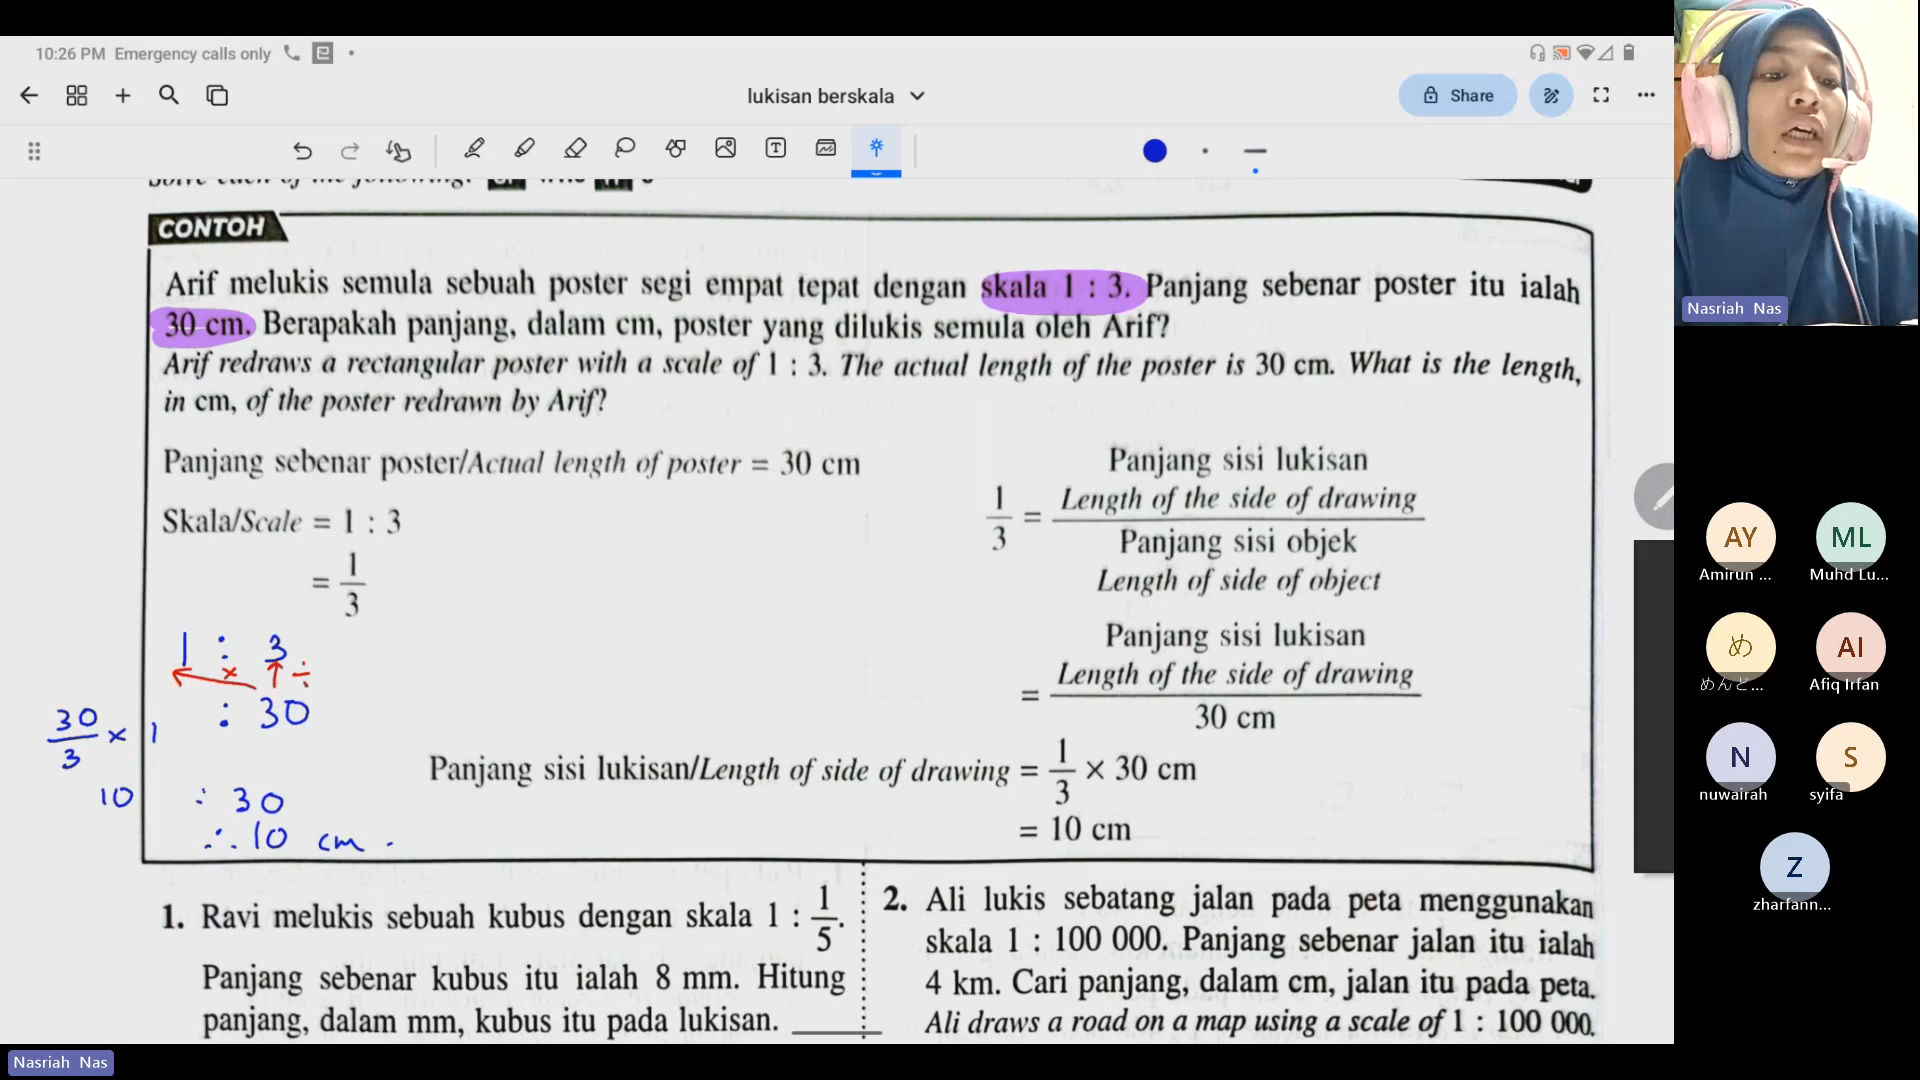 10:26 PM Emergency calls only
lukisan berskala
Share
Solve each of the following.
CONTOH
Arif melukis semula sebuah poster segi empat tepat dengan skala 1 : 3. Panjang sebenar poster itu ialah
30 cm. Berapakah panjang, dalam cm, poster yang dilukis semula oleh Arif?
Arif redraws a rectangular poster with a scale of 1 : 3. The actual length of the poster is 30 cm. What is the length,
in cm, of the poster redrawn by Arif?
Panjang sebenar poster/Actual length of poster = 30 cm
Skala/Scale = 1 : 3
= 1/3
1 : 3
× ÷
: 30
30/3 × 1
10 : 30
∴ 10 cm.
Panjang sisi lukisan
1/3 = Length of the side of drawing
Panjang sisi objek
Length of side of object
Panjang sisi lukisan
= Length of the side of drawing
30 cm
Panjang sisi lukisan/Length of side of drawing = 1/3 × 30 cm
= 10 cm
1. Ravi melukis sebuah kubus dengan skala 1 : 1/5.
Panjang sebenar kubus itu ialah 8 mm. Hitung
panjang, dalam mm, kubus itu pada lukisan.
2. Ali lukis sebatang jalan pada peta menggunakan
skala 1 : 100 000. Panjang sebenar jalan itu ialah
4 km. Cari panjang, dalam cm, jalan itu pada peta.
Ali draws a road on a map using a scale of 1 : 100 000.
Nasriah Nas
AY
Amirun ...
ML
Muhd Lu...
め
めんど...
AI
Afiq Irfan
N
nuwairah
S
syifa
Z
zharfann...
Nasriah Nas